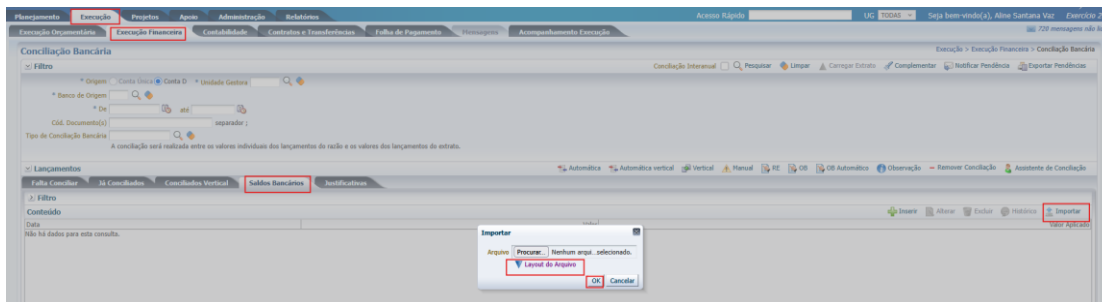 Planejamento Execução Projetos Apoio Administração Relatórios Acesso Rápido UG TODAS Seja bem-vindo(a), Aline Santana Vaz Exercício 2
Execução Orçamentária Execução Financeira Contabilidade Contratos e Transferências Folha de Pagamento Mensagens Acompanhamento Execução 720 mensagens não
Conciliação Bancária Execução > Execução Financeira > Conciliação Bancária
Filtro Conciliação Interanual Pesquisar Limpar Carregar Extrato Complementar Notificar Pendência Exportar Pendências
* Origem Conta Única Conta D * Unidade Gestora
* Banco de Origem
* De até
Cód. Documento(s) separador ;
Tipo de Conciliação Bancária
A conciliação será realizada entre os valores individuais dos lançamentos do razão e os valores dos lançamentos do extrato.
Lançamentos Automática Automática vertical Vertical Manual RE OB OB Automático Observação Remover Conciliação Assistente de Conciliação
Falta Conciliar Já Conciliados Conciliados Vertical Saldos Bancários Justificativas
Filtro
Conteúdo Inserir Alterar Excluir Histórico Importar
Data Valor Aplicado
Não há dados para esta consulta.
Importar
Arquivo Procurar... Nenhum arqui...selecionado.
Layout do Arquivo
OK Cancelar